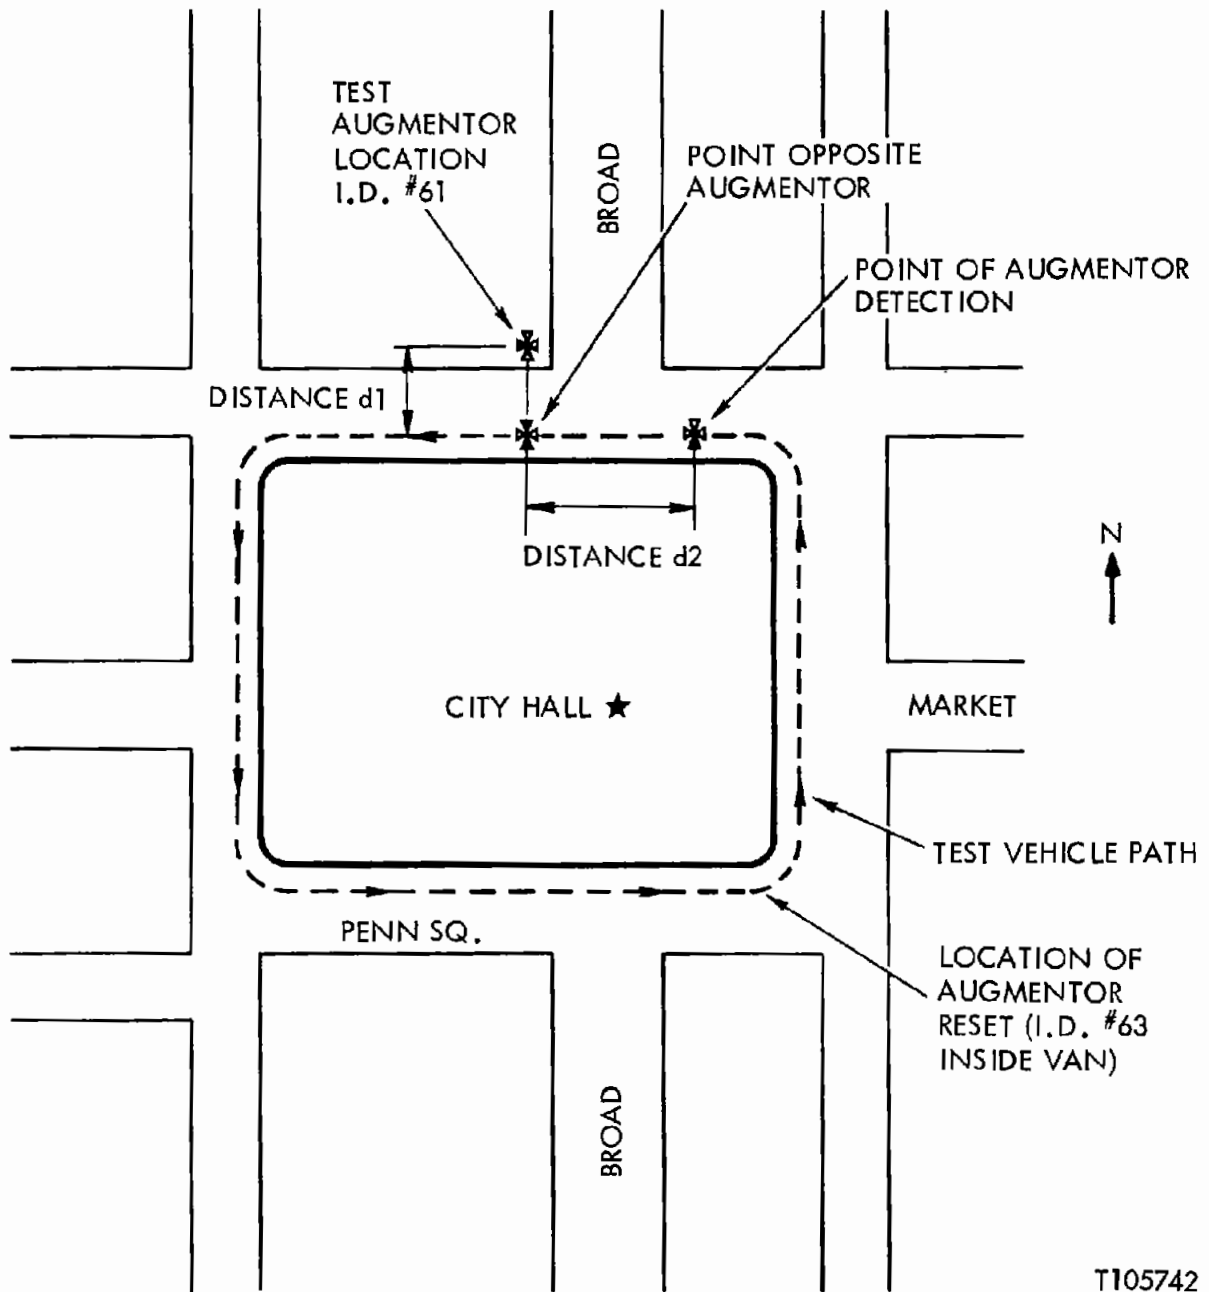 TEST
AUGMENTOR
LOCATION
I.D. #61
BROAD
POINT OPPOSITE
AUGMENTOR
POINT OF AUGMENTOR
DETECTION
DISTANCE d1
DISTANCE d2
N
CITY HALL ★
MARKET
TEST VEHICLE PATH
PENN SQ.
LOCATION OF
AUGMENTOR
RESET (I.D. #63
INSIDE VAN)
BROAD
T105742